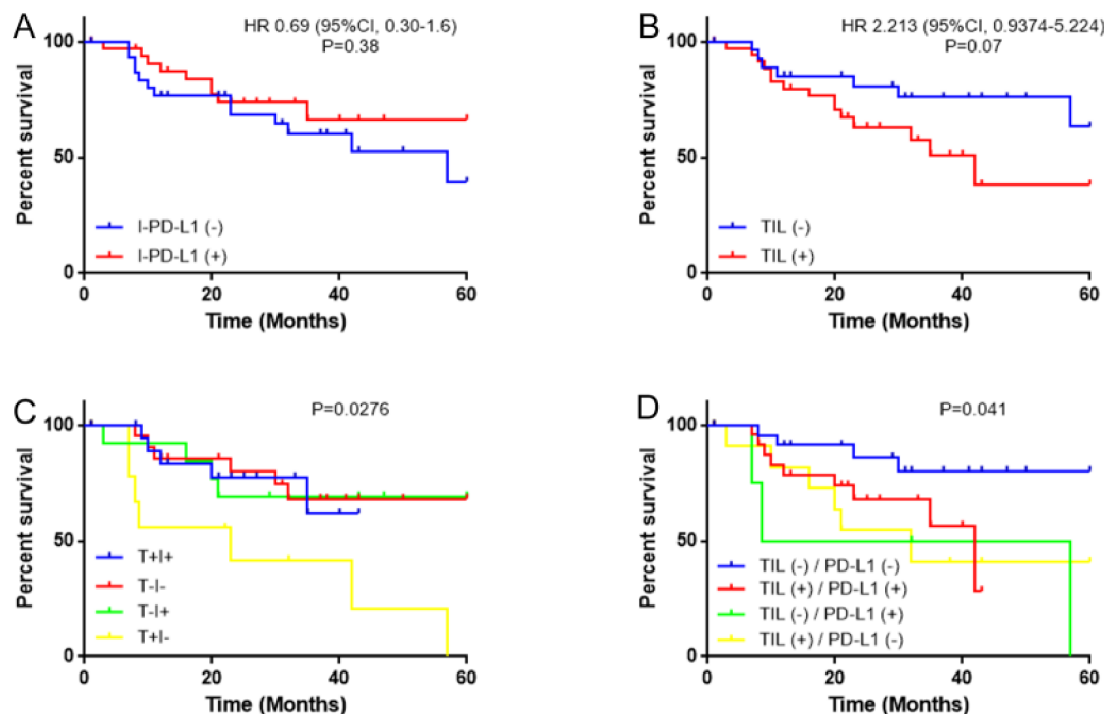 A
HR 0.69 (95%CI, 0.30-1.6)
P=0.38
Percent survival
100
50
0
I-PD-L1 (-)
I-PD-L1 (+)
0 20 40 60
Time (Months)
B
HR 2.213 (95%CI, 0.9374-5.224)
P=0.07
Percent survival
100
50
0
TIL (-)
TIL (+)
0 20 40 60
Time (Months)
C
P=0.0276
Percent survival
100
50
0
T+I+
T-I-
T-I+
T+I-
0 20 40 60
Time (Months)
D
P=0.041
Percent survival
100
50
0
TIL (-) / PD-L1 (-)
TIL (+) / PD-L1 (+)
TIL (-) / PD-L1 (+)
TIL (+) / PD-L1 (-)
0 20 40 60
Time (Months)